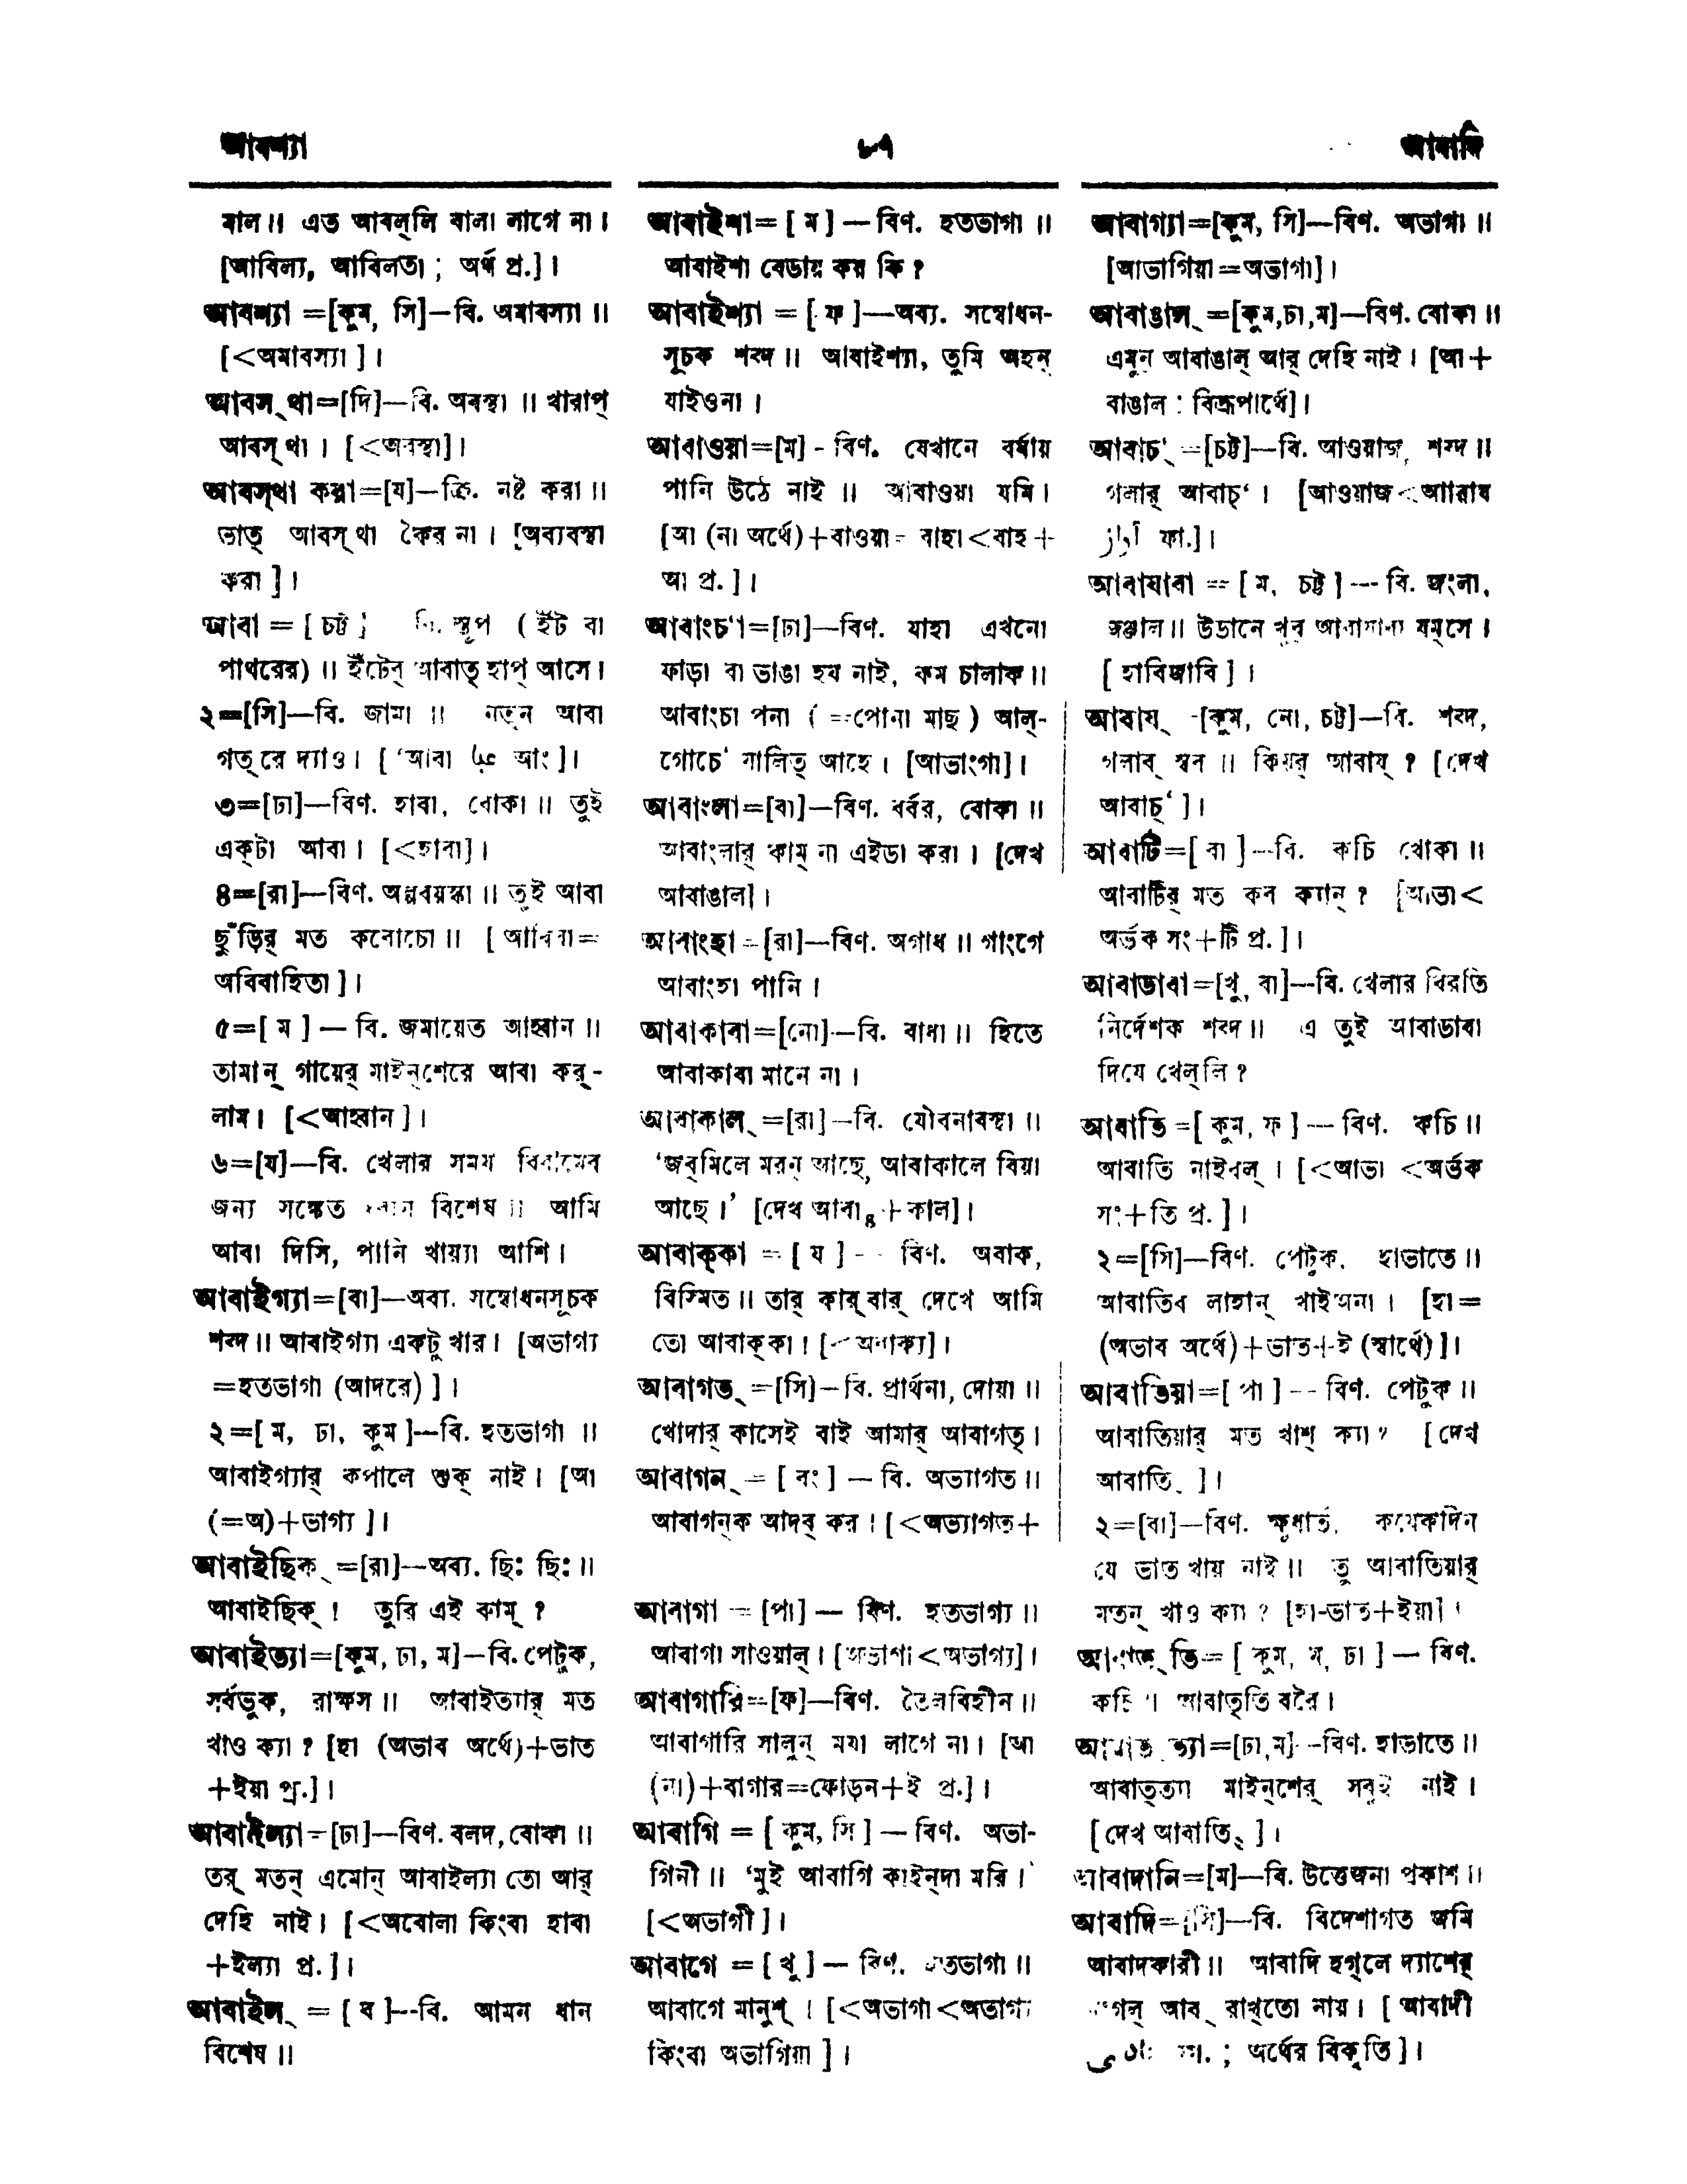 আবশ্যা
৮৭
আবাদি
বাল॥ এত আবল্‌লি বালা লাগে না।
[আবিল্য, আবিলতা ; অর্থ প্র.]।
আবশ্যা =[কুম, সি]—বি. অমাবস্যা॥
[<অমাবস্যা]।
আবস্‌থা=[দি]—বি. অবস্থা॥ খারাপ্
আবস্‌থা। [<অবস্থা]।
আবস্‌থা করা=[য]—ক্রি. নষ্ট করা॥
ভাত্ আবস্‌থা কৈর না। [অব্যবস্থা
করা]।
আবা = [চট্ট] বি. স্তূপ (ইঁট বা
পাথরের)॥ ইঁটের্ আবাত্ হাপ্ আসে।
২=[সি]—বি. জামা॥ নতুন আবা
গত্‌রে দ্যাও। [‘আবা عبا আং]।
৩=[ঢা]—বিণ. হাবা, বোকা॥ তুই
একটা আবা। [<হাবা]।
৪=[রা]—বিণ. অল্পবয়স্কা॥ তুই আবা
ছুঁড়ির্ মত কবোচো॥ [আবিবা=
অবিবাহিতা]।
৫=[ম] — বি. জমায়েত আহ্বান॥
তামান্ গায়ের্ মাইন্‌শেরে আবা কর্-
লাম। [<আহ্বান]।
৬=[য]—বি. খেলার সময বিরামের
জন্য সঙ্কেত বিশেষ॥ আমি
আবা দিসি, পানি খায়্যা আশি।
আবাইগ্যা=[বা]—অব্য. সম্বোধনসূচক
শব্দ॥ আবাইগ্যা একটু খার। [অভাগ্য
=হতভাগা (আদরে)]।
২=[ম, ঢা, কুম]—বি. হতভাগা॥
আবাইগ্যার্ কপালে শুক্ নাই। [আ
(=অ)+ভাগ্য]।
আবাইছিক্ =[রা]—অব্য. ছিঃ ছিঃ॥
আবাইছিক্! তুরি এই কাম্?
আবাইত্যা=[কুম, ঢা, ম]—বি. পেটুক,
সর্বভুক, রাক্ষস॥ আবাইত্যার্ মত
খাও ক্যা? [হা (অভাব অর্থে)+ভাত
+ইয়া প্র.]।
আবাইল্যা=[ঢা]—বিণ. বলদ, বোকা॥
তর্ মতন্ এমোন্ আবাইল্যা তো আর্
দেহি নাই। [<অবোলা কিংবা হাবা
+ইল্যা প্র.]।
আবাইল্ = [ব]—বি. আমন ধান
বিশেষ॥
আবাইশা=[ম] — বিণ. হতভাগা॥
আবাইশা বেডায় কয় কি?
আবাইশ্যা = [ফ]—অব্য. সম্বোধন-
সূচক শব্দ॥ আবাইশ্যা, তুমি অহন্
যাইওনা।
আবাওয়া=[ম] - বিণ. যেখানে বর্ষায়
পানি উঠে নাই॥ আবাওয়া যমি।
[আ (না অর্থে)+বাওয়া= বাহা<বাহ+
আ প্র.]।
আবাংচ‘া=[ঢা]—বিণ. যাহা এখনো
ফাড়া বা ভাঙা হয নাই, কম চালাক॥
আবাংচা পনা (=পোনা মাছ) আল্-
গোচে‘ বালিত্ আহে। [আভাংগা]।
আবাংলা=[বা]—বিণ. বর্বর, বোকা॥
আবাংলার্ কাম্ না এইডা করা। [দেখ
আবাঙাল]।
আবাংহা=[রা]—বিণ. অগাধ॥ গাংগে
আবাংহা পানি।
আবাকাবা=[নো]—বি. বাধা॥ হিতে
আবাকাবা মানে না।
আবাকাল্ =[রা]—বি. যৌবনাবস্থা॥
‘জব্‌মিলে মরন্ আছে, আবাকালে বিয়া
আছে।’ [দেখ আবা৪+কাল]।
আবাক্‌কা = [য] — বিণ. অবাক,
বিস্মিত॥ তার্ কার্‌বার্ দেখে আমি
তো আবাক্‌কা। [<অবাক্য]।
আবাগত্ =[সি]—বি. প্রার্থনা, দোয়া॥
খোদার্ কাসেই বাই আমার্ আবাগত্।
আবাগন্ = [রং] — বি. অভ্যাগত॥
আবাগন্‌ক আদব্ কর। [<অভ্যাগত+
আবাগা = [পা] — বিণ. হতভাগ্য॥
আবাগা সাওয়াল্। [অভাগা<অভাগ্য]।
আবাগারি=[ফ]—বিণ. তৈলবিহীন॥
আবাগারি সালুন্ মযা লাগে না। [আ
(না)+বাগার=ফোড়ন+ই প্র.]।
আবাগি = [কুম, সি] — বিণ. অভা-
গিনী॥ ‘মুই আবাগি কাইন্‌দা মরি।’
[<অভাগী]।
আবাগে = [খু] — বিণ. হতভাগা॥
আবাগে মানুশ্। [<অভাগা<অভাগ্য
কিংবা অভাগিয়া]।
আবাগ্যা=[কুম, সি]—বিণ. অভাগা॥
[আভাগিয়া=অভাগা]।
আবাঙাল্ =[কুম,ঢা,ম]—বিণ. বোকা॥
এমুন্ আবাঙাল্ আর্ দেহি নাই। [আ+
বাঙাল : বিদ্রূপার্থে]।
আবাচ্‘ =[চট্ট]—বি. আওয়াজ, শব্দ॥
গলার্ আবাচ্‘। [আওয়াজ<আরায
آواز ফা.]।
আবাযাবা = [ম, চট্ট] — বি. জংলা,
জঞ্জাল॥ উডানে খুব আবাযাবা যম্‌সে।
[হাবিজাবি]।
আবায্ -[কুম, নো, চট্ট]—বি. শব্দ,
গলাব্ স্বব॥ কিযর্ আবায্? [দেখ
আবাচ্‘]।
আবাটি=[বা]—বি. কচি খোকা॥
আবাটির্ মত কব ক্যান্? [আভা<
অর্ভক সং+টি প্র.]।
আবাডাবা=[খু, বা]—বি. খেলার বিরতি
নির্দেশক শব্দ॥ এ তুই আবাডাবা
দিযে খেল্‌লি?
আবাতি=[কুম, ফ] — বিণ. কচি॥
আবাতি নাইবল্। [<আভা <অর্ভক
সং+তি প্র.]।
২=[সি]—বিণ. পেটুক. হাভাতে॥
আবাতিব লাহান্ খাইঅনা। [হা=
(অভাব অর্থে)+ভাত+ই (স্বার্থে)]।
আবাতিয়া=[পা] — বিণ. পেটুক॥
আবাতিয়ার্ মত খাশ্ ক্যা? [দেখ
আবাতি২]।
২=[বা]—বিণ. ক্ষুধার্ত, কয়েকদিন
যে ভাত খায় নাই॥ তু আবাতিয়ার্
মতন্ খাও ক্যা? [হা-ভাত+ইয়া]।
আবাত্‌তি=[কুম, ম, ঢা] — বিণ.
কচি॥ আবাত্‌তি বরৈ।
আবাত্‌ত্যা=[ঢা,ম]—বিণ. হাভাতে॥
আবাত্‌ত্যা মাইন্‌শের্ সবুই নাই।
[দেখ আবাতি২]।
আবাদানি=[ম]—বি. উত্তেজনা প্রকাশ॥
আবাদি=[সি]—বি. বিদেশাগত জমি
আবাদকারী॥ আবাদি হগ্‌লে দ্যাশের্
আব্ রাখ্‌তো নায়। [আবাদী
ফা. ; অর্থের বিকৃতি]।